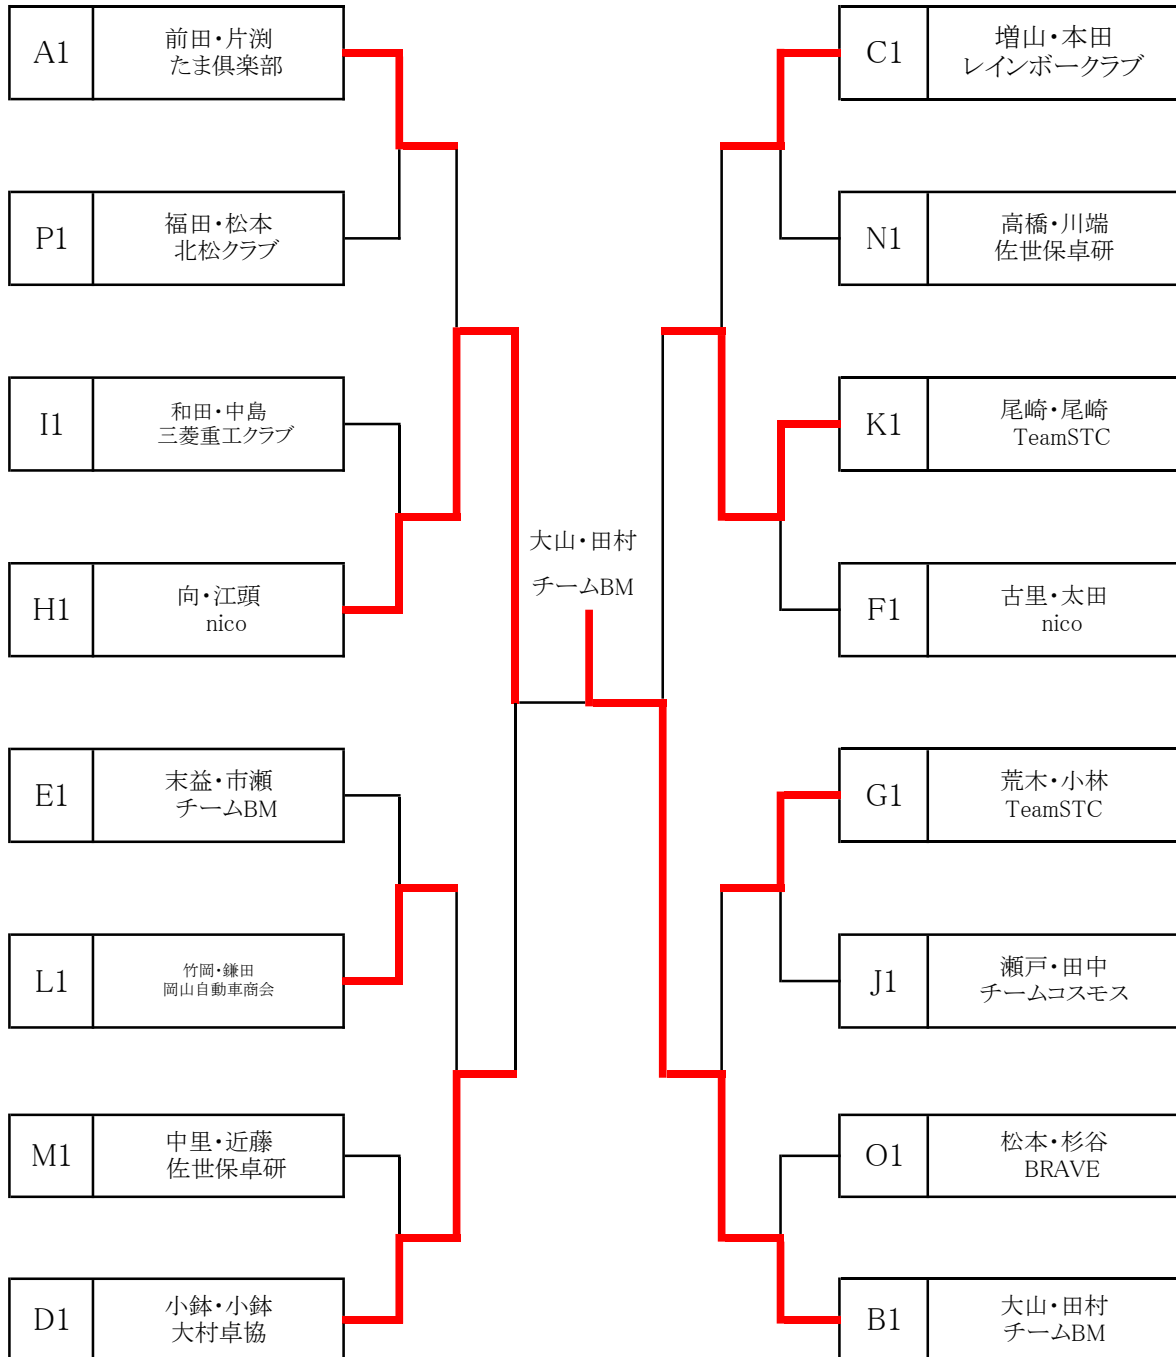 A1
前田・片渕
たま倶楽部
P1
福田・松本
北松クラブ
I1
和田・中島
三菱重工クラブ
H1
向・江頭
nico
E1
末益・市瀬
チームBM
L1
竹岡・鎌田
岡山自動車商会
M1
中里・近藤
佐世保卓研
D1
小鉢・小鉢
大村卓協
大山・田村
チームBM
C1
増山・本田
レインボークラブ
N1
高橋・川端
佐世保卓研
K1
尾崎・尾崎
TeamSTC
F1
古里・太田
nico
G1
荒木・小林
TeamSTC
J1
瀬戸・田中
チームコスモス
O1
松本・杉谷
BRAVE
B1
大山・田村
チームBM